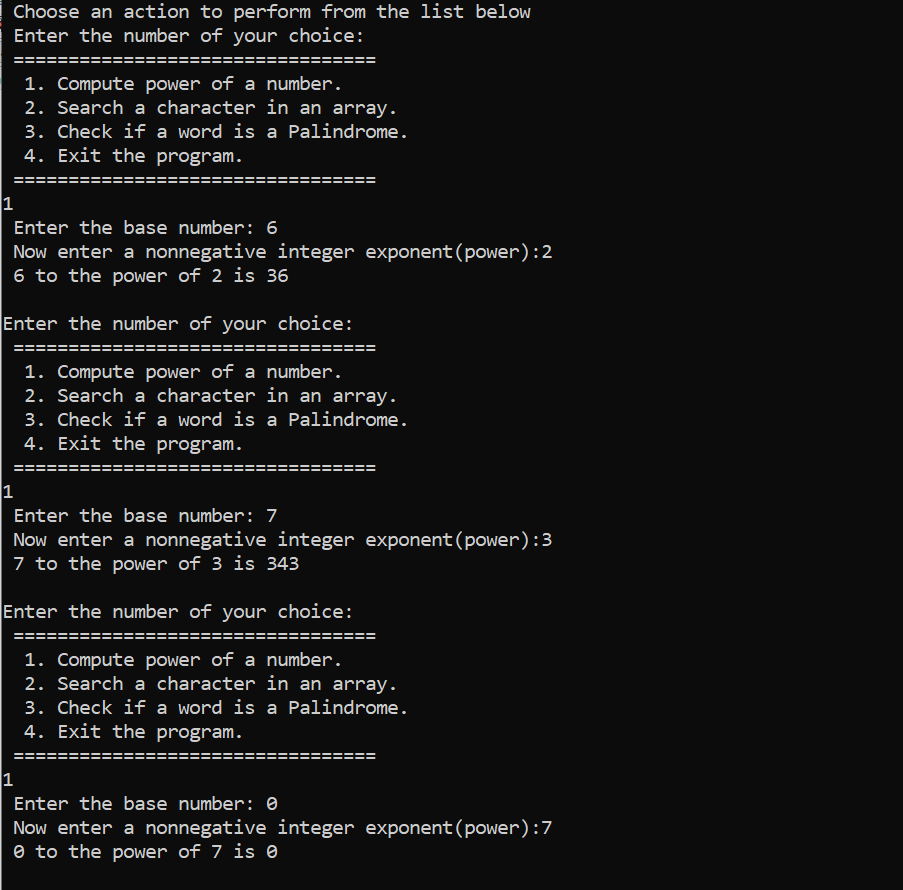 Choose an action to perform from the list below
Enter the number of your choice:
=================================
1. Compute power of a number.
2. Search a character in an array.
3. Check if a word is a Palindrome.
4. Exit the program.
=================================
1
Enter the base number: 6
Now enter a nonnegative integer exponent(power):2
6 to the power of 2 is 36
Enter the number of your choice:
=================================
1. Compute power of a number.
2. Search a character in an array.
3. Check if a word is a Palindrome.
4. Exit the program.
=================================
1
Enter the base number: 7
Now enter a nonnegative integer exponent(power):3
7 to the power of 3 is 343
Enter the number of your choice:
=================================
1. Compute power of a number.
2. Search a character in an array.
3. Check if a word is a Palindrome.
4. Exit the program.
=================================
1
Enter the base number: 0
Now enter a nonnegative integer exponent(power):7
0 to the power of 7 is 0